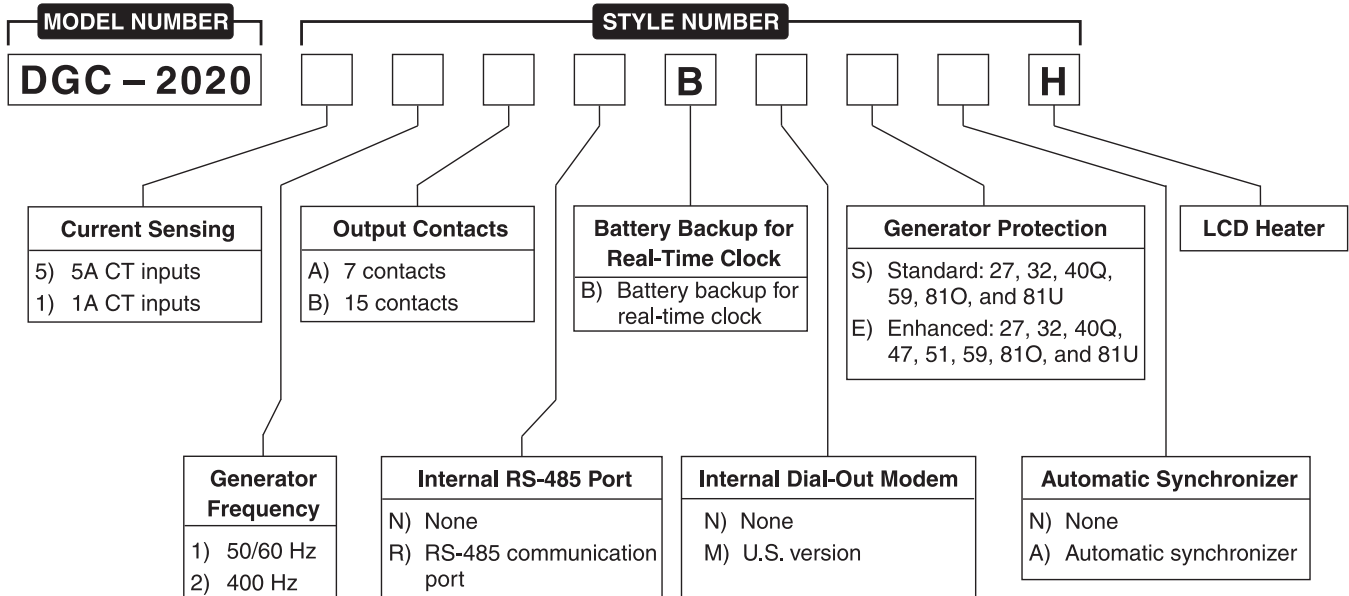 MODEL NUMBER
STYLE NUMBER
DGC – 2020
B
H
Current Sensing
5) 5A CT inputs
1) 1A CT inputs
Output Contacts
A) 7 contacts
B) 15 contacts
Battery Backup for
Real-Time Clock
B) Battery backup for
real-time clock
Generator Protection
S) Standard: 27, 32, 40Q,
59, 81O, and 81U
E) Enhanced: 27, 32, 40Q,
47, 51, 59, 81O, and 81U
LCD Heater
Generator
Frequency
1) 50/60 Hz
2) 400 Hz
Internal RS-485 Port
N) None
R) RS-485 communication
port
Internal Dial-Out Modem
N) None
M) U.S. version
Automatic Synchronizer
N) None
A) Automatic synchronizer